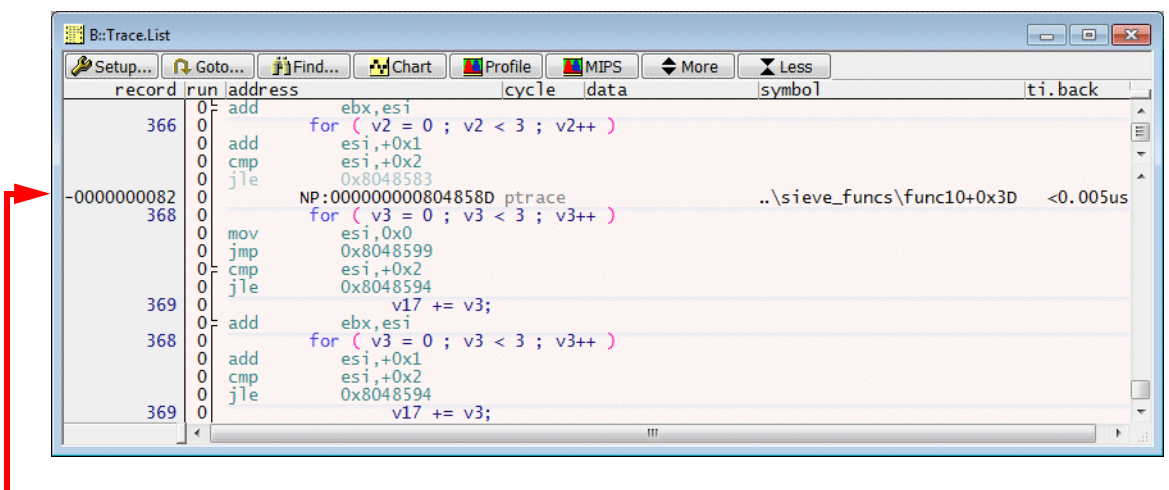 B::Trace.List
Setup... Goto... Find... Chart Profile MIPS More Less
record run address cycle data symbol ti.back
0 add ebx,esi
366 0 for ( v2 = 0 ; v2 < 3 ; v2++ )
0 add esi,+0x1
0 cmp esi,+0x2
0 jle 0x8048583
-0000000082 0 NP:000000000804858D ptrace ..\sieve_funcs\func10+0x3D <0.005us
368 0 for ( v3 = 0 ; v3 < 3 ; v3++ )
0 mov esi,0x0
0 jmp 0x8048599
0 cmp esi,+0x2
0 jle 0x8048594
369 0 v17 += v3;
0 add ebx,esi
368 0 for ( v3 = 0 ; v3 < 3 ; v3++ )
0 add esi,+0x1
0 cmp esi,+0x2
0 jle 0x8048594
369 0 v17 += v3;